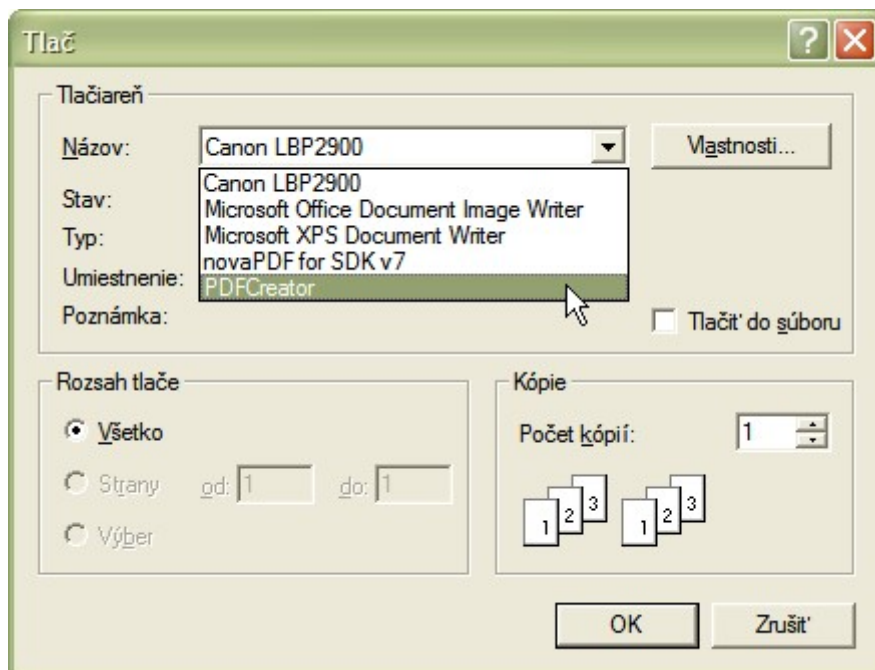 Tlač
Tlačiareň
Názov: Canon LBP2900 Vlastnosti...
Canon LBP2900
Stav:
Microsoft Office Document Image Writer
Typ: Microsoft XPS Document Writer
novaPDF for SDK v7
Umiestnenie:
PDFCreator
Poznámka: Tlačiť do súboru
Rozsah tlače
Všetko
Strany od: 1 do: 1
Výber
Kópie
Počet kópií: 1
1 2 3 1 2 3
OK Zrušiť